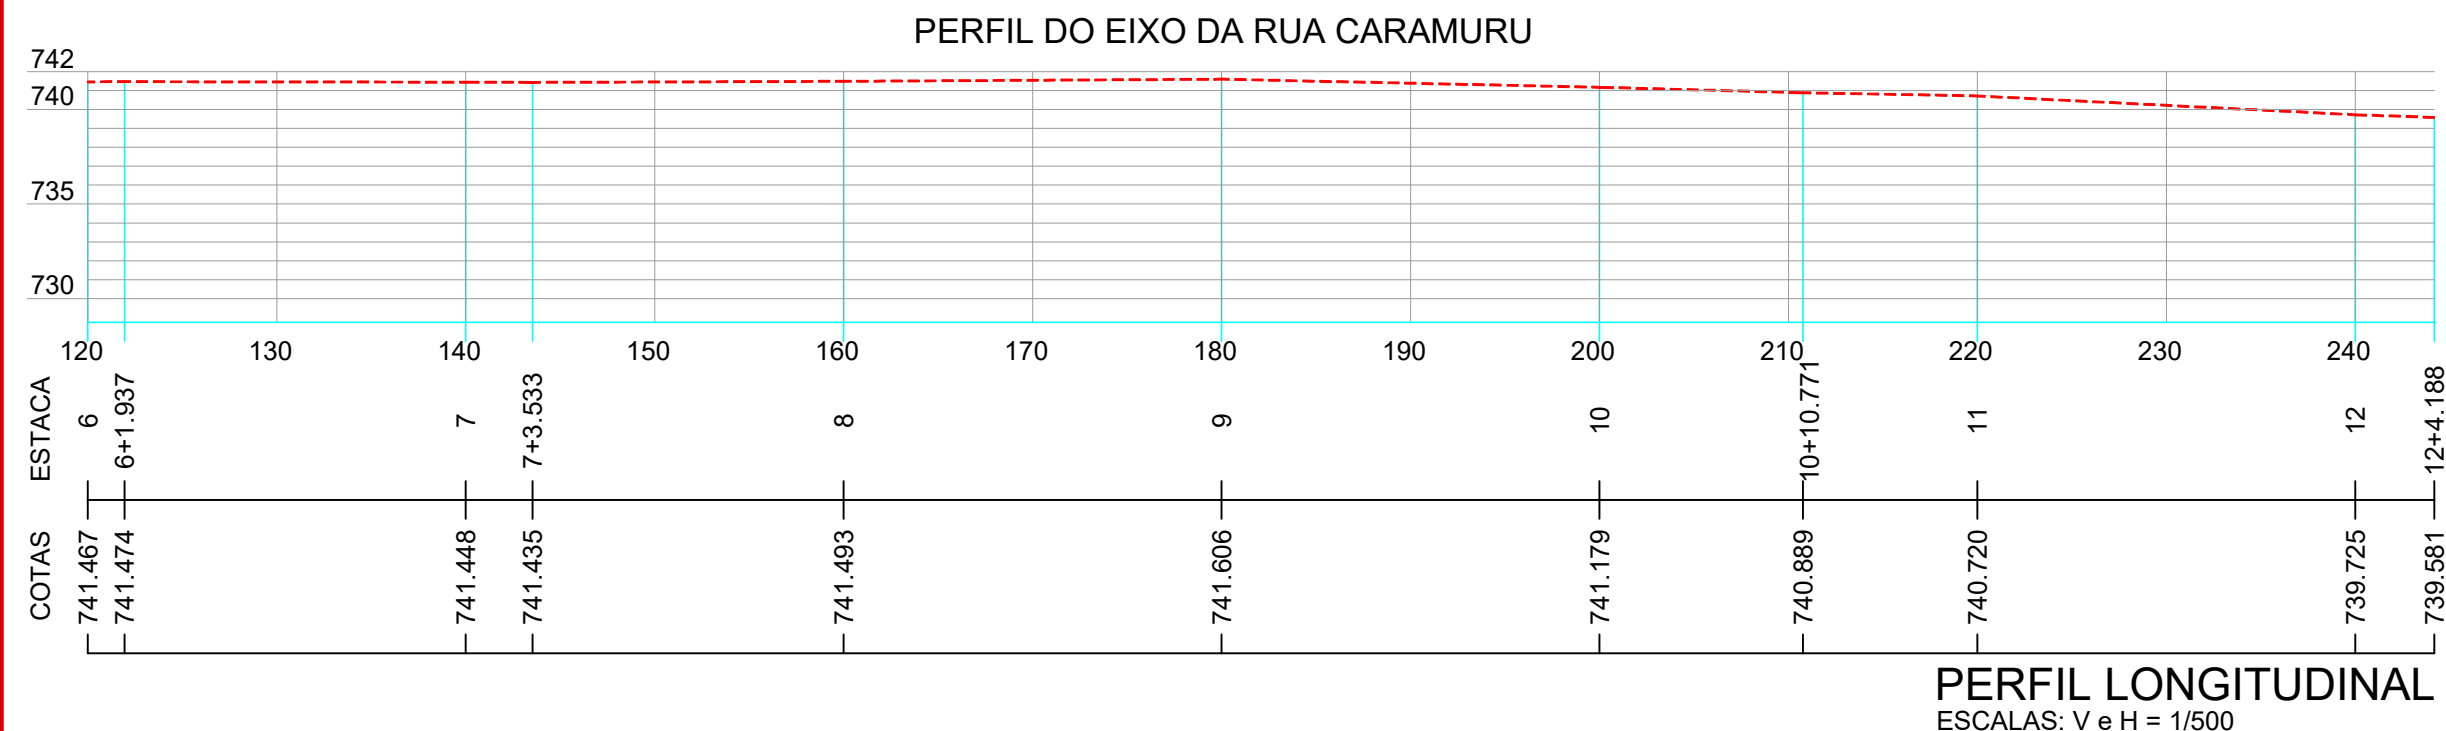 PERFIL DO EIXO DA RUA CARAMURU
742
740
735
730
120 130 140 150 160 170 180 190 200 210 220 230 240
ESTACA 6 6+1.937 7 7+3.533 8 9 10 10+10.771 11 12 12+4.188
COTAS 741.467 741.474 741.448 741.435 741.493 741.606 741.179 740.889 740.720 739.725 739.581
PERFIL LONGITUDINAL
ESCALAS: V e H = 1/500